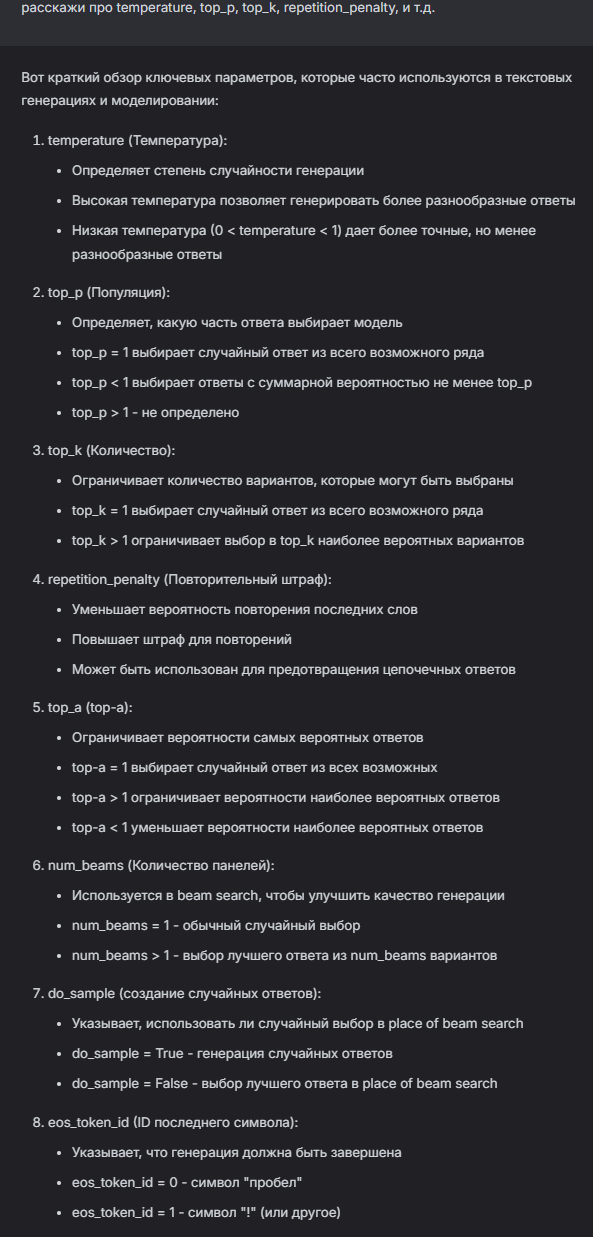 расскажи про temperature, top_p, top_k, repetition_penalty, и т.д.
Вот краткий обзор ключевых параметров, которые часто используются в текстовых
генерациях и моделировании:
1. temperature (Температура):
• Определяет степень случайности генерации
• Высокая температура позволяет генерировать более разнообразные ответы
• Низкая температура (0 < temperature < 1) дает более точные, но менее
разнообразные ответы
2. top_p (Популяция):
• Определяет, какую часть ответа выбирает модель
• top_p = 1 выбирает случайный ответ из всего возможного ряда
• top_p < 1 выбирает ответы с суммарной вероятностью не менее top_p
• top_p > 1 - не определено
3. top_k (Количество):
• Ограничивает количество вариантов, которые могут быть выбраны
• top_k = 1 выбирает случайный ответ из всего возможного ряда
• top_k > 1 ограничивает выбор в top_k наиболее вероятных вариантов
4. repetition_penalty (Повторительный штраф):
• Уменьшает вероятность повторения последних слов
• Повышает штраф для повторений
• Может быть использован для предотвращения цепочечных ответов
5. top_a (top-a):
• Ограничивает вероятности самых вероятных ответов
• top-a = 1 выбирает случайный ответ из всех возможных
• top-a > 1 ограничивает вероятности наиболее вероятных ответов
• top-a < 1 уменьшает вероятности наиболее вероятных ответов
6. num_beams (Количество панелей):
• Используется в beam search, чтобы улучшить качество генерации
• num_beams = 1 - обычный случайный выбор
• num_beams > 1 - выбор лучшего ответа из num_beams вариантов
7. do_sample (создание случайных ответов):
• Указывает, использовать ли случайный выбор в place of beam search
• do_sample = True - генерация случайных ответов
• do_sample = False - выбор лучшего ответа в place of beam search
8. eos_token_id (ID последнего символа):
• Указывает, что генерация должна быть завершена
• eos_token_id = 0 - символ "пробел"
• eos_token_id = 1 - символ "!" (или другое)